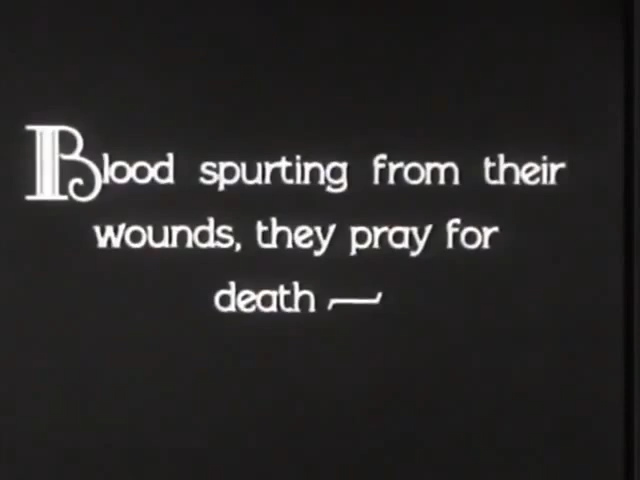 Blood spurting from their
wounds, they pray for
death —